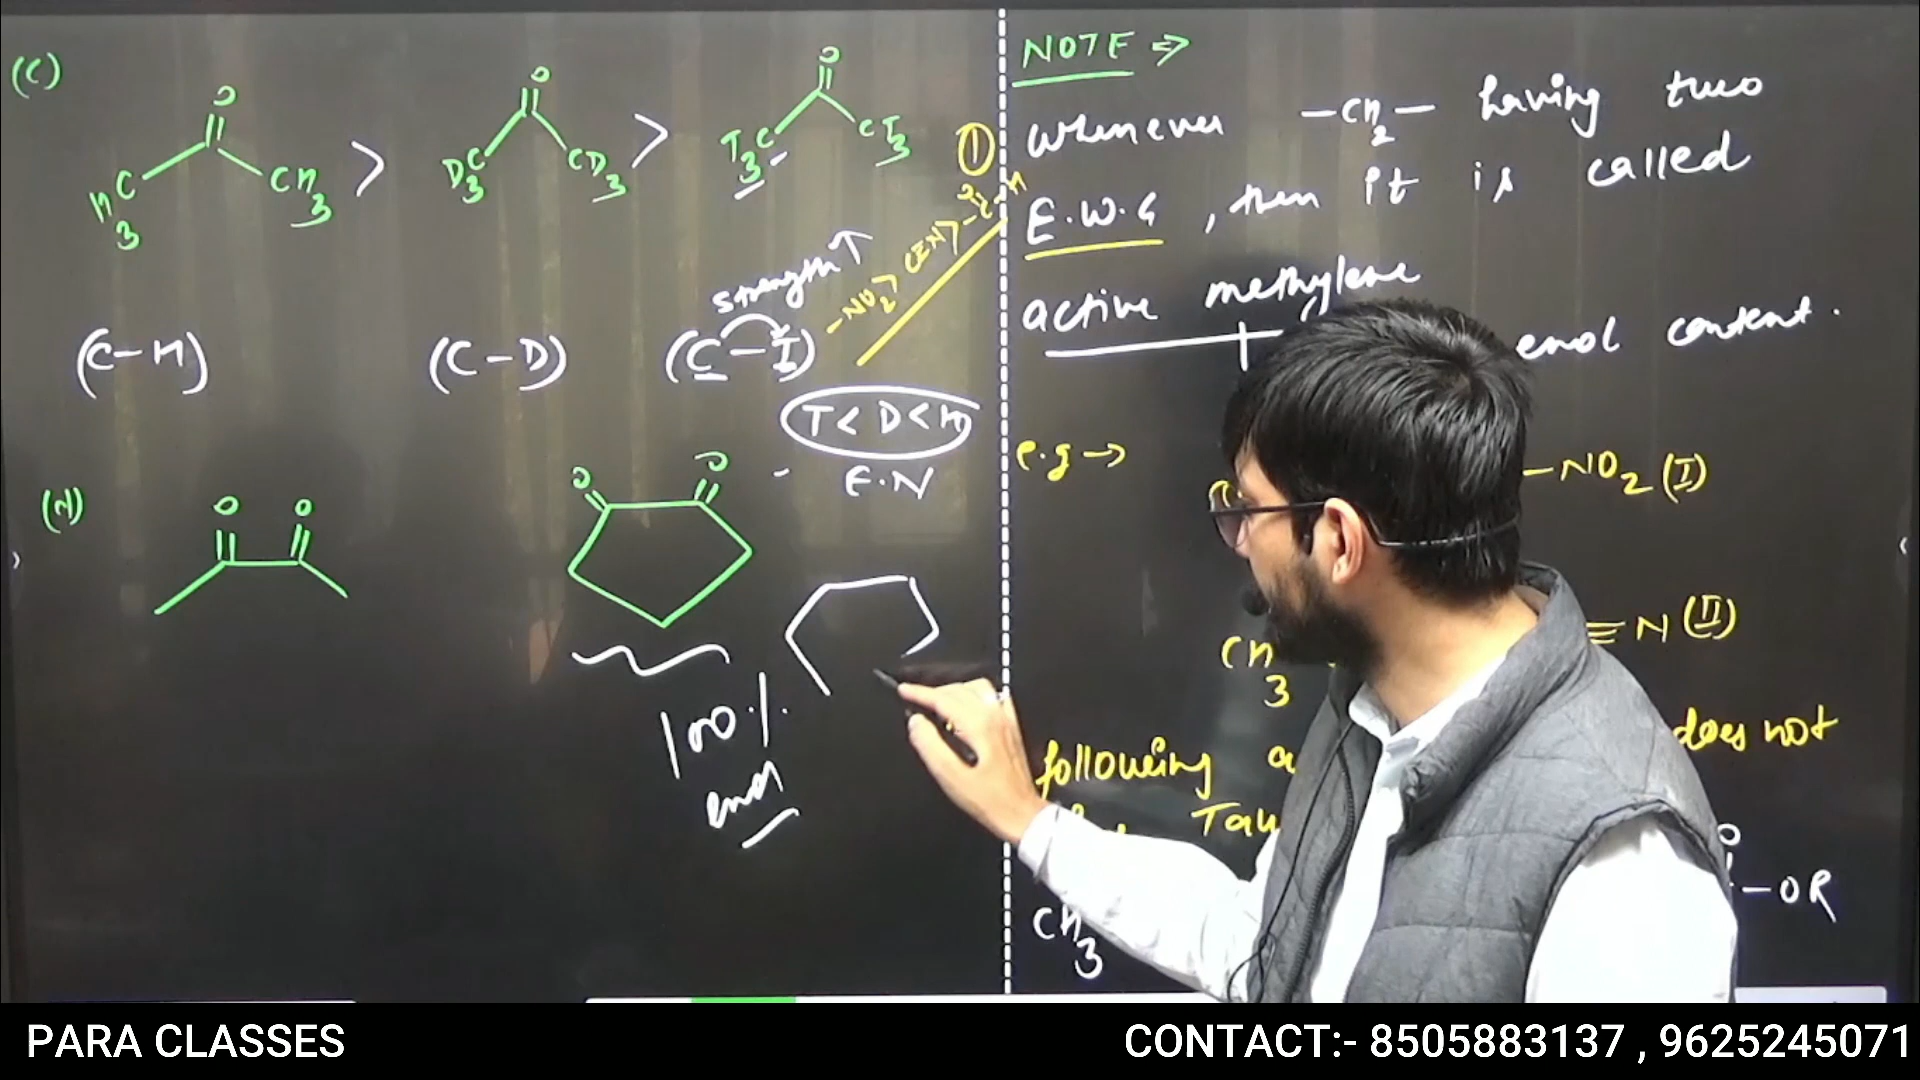 (C)
O
O
O
H3C
CH3
>
D3C
CD3
>
T3C
CT3
strength ↑
-NO2 > C≡N >
①
(C-H)
(C-D)
(C-T)
T < D < H
E.N
(d)
O
O
O
O
100%
enol
NOTE ⇒
whenever -CH2- having two
E.W.G, then it is called
active methylene
enol content.
e.g →
-NO2 (I)
CH3
≡N (II)
following
does not
Tau
O
-OR
CH3
PARA CLASSES
CONTACT:- 8505883137 , 9625245071